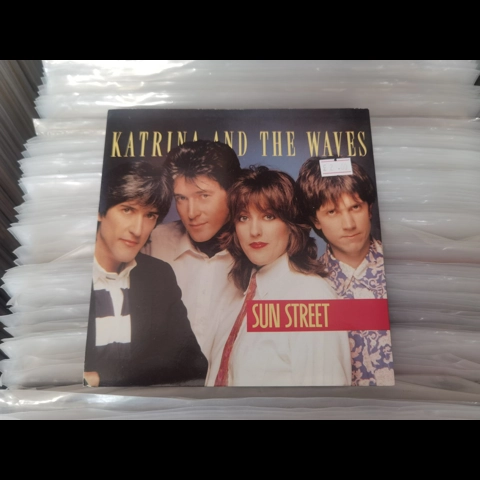 KATRINA AND THE WAVES
SUN STREET